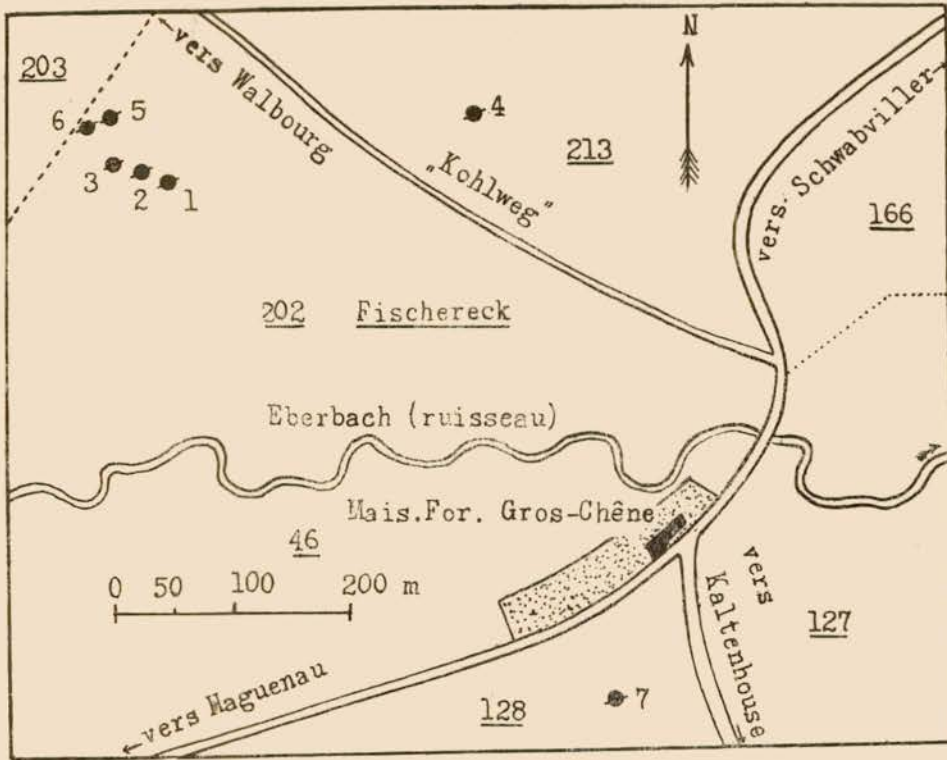 N
203
← vers Walbourg
6
5
4
3
2
1
213
„Kohlweg”
vers Schwabviller →
166
202 Fischereck
Eberbach (ruisseau)
Mais.For. Gros-Chêne
46
0 50 100 200 m
vers Kaltenhouse →
127
← vers Haguenau
128
7